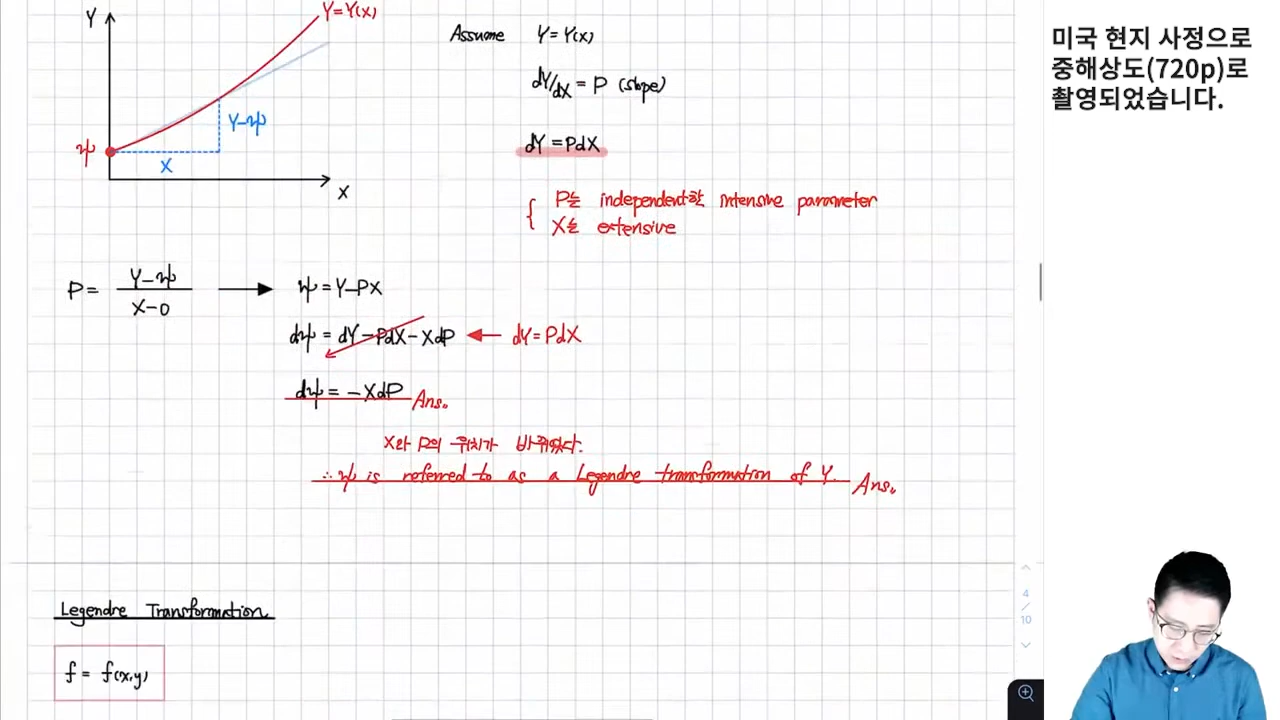 Y
Y=Y(x)
ψ
Y-ψ
X
X
Assume Y=Y(x)
dY/dX = P (slope)
dY = PdX
{ P는 independent한 intensive parameter
X는 extensive
P= Y-ψ / X-0 → ψ = Y-PX
dψ = dY-PdX-XdP ← dY=PdX
dψ = -XdP Ans.
X와 P의 위치가 바뀌었다.
∴ψ is referred to as a Legendre transformation of Y. Ans.
Legendre Transformation
f = f(x,y)
미국 현지 사정으로
중해상도(720p)로
촬영되었습니다.
4
/
10